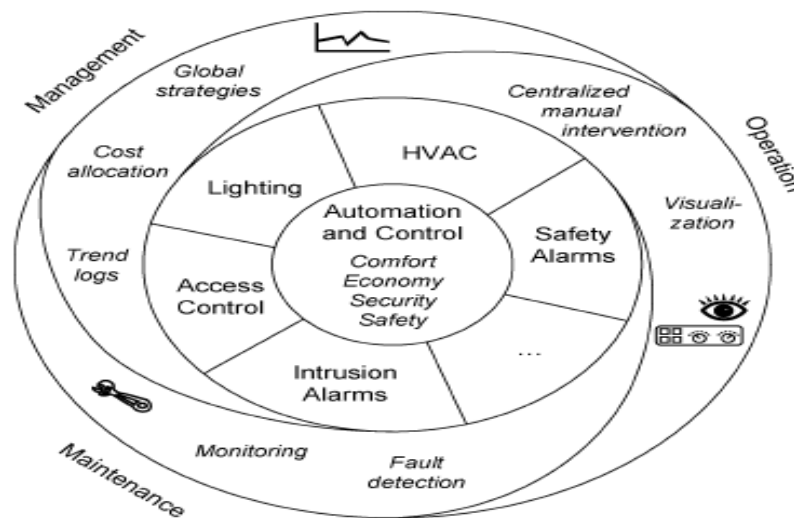 Management
Global
strategies
Cost
allocation
Trend
logs
Operation
Centralized
manual
intervention
Visuali-
zation
Maintenance
Monitoring
Fault
detection
HVAC
Lighting
Safety
Alarms
Access
Control
Intrusion
Alarms
...
Automation
and Control
Comfort
Economy
Security
Safety